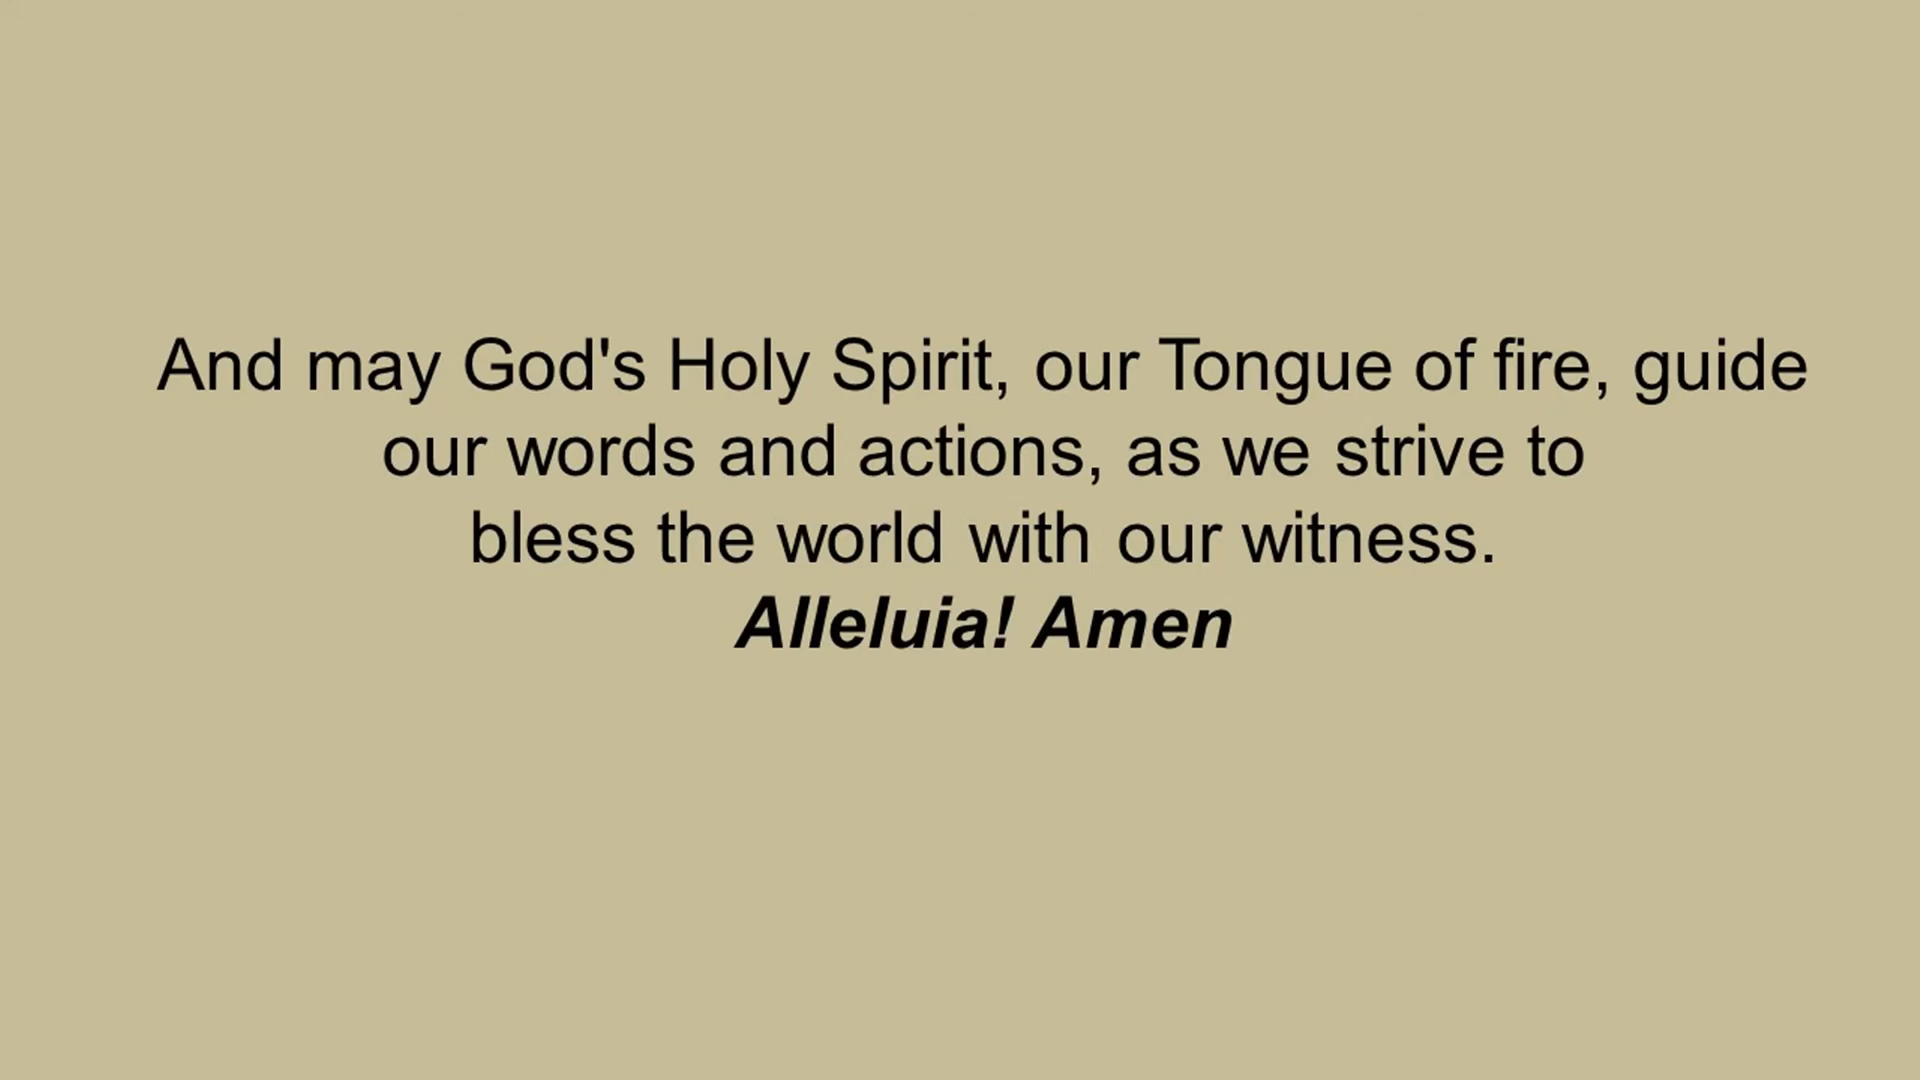 And may God's Holy Spirit, our Tongue of fire, guide
our words and actions, as we strive to
bless the world with our witness.
Alleluia! Amen